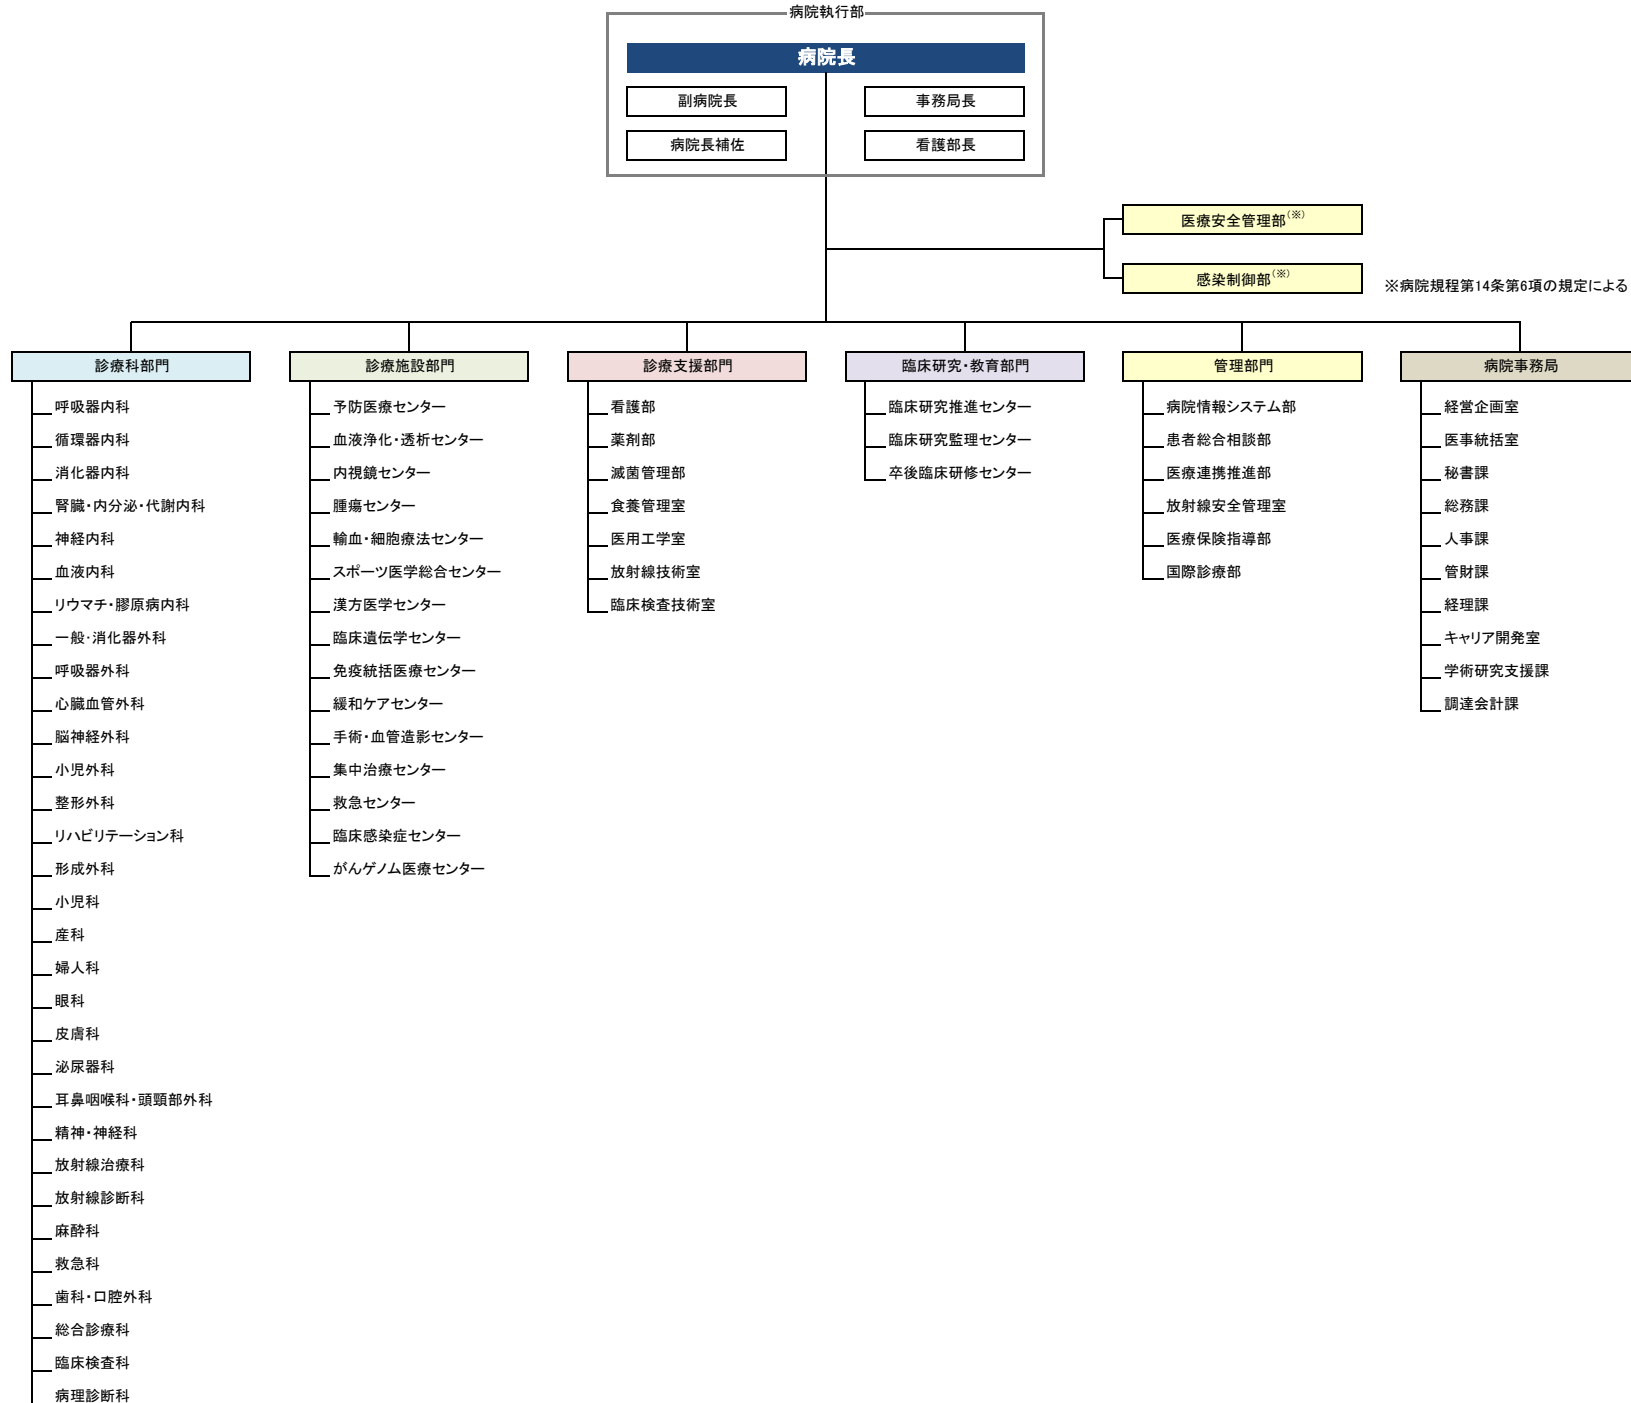 病院執行部
病院長
副病院長
事務局長
病院長補佐
看護部長
医療安全管理部(※)
感染制御部(※)
※病院規程第14条第6項の規定による
診療科部門
呼吸器内科
循環器内科
消化器内科
腎臓・内分泌・代謝内科
神経内科
血液内科
リウマチ・膠原病内科
一般・消化器外科
呼吸器外科
心臓血管外科
脳神経外科
小児外科
整形外科
リハビリテーション科
形成外科
小児科
産科
婦人科
眼科
皮膚科
泌尿器科
耳鼻咽喉科・頭頸部外科
精神・神経科
放射線治療科
放射線診断科
麻酔科
救急科
歯科・口腔外科
総合診療科
臨床検査科
病理診断科
診療施設部門
予防医療センター
血液浄化・透析センター
内視鏡センター
腫瘍センター
輸血・細胞療法センター
スポーツ医学総合センター
漢方医学センター
臨床遺伝学センター
免疫統括医療センター
緩和ケアセンター
手術・血管造影センター
集中治療センター
救急センター
臨床感染症センター
がんゲノム医療センター
診療支援部門
看護部
薬剤部
滅菌管理部
食養管理室
医用工学室
放射線技術室
臨床検査技術室
臨床研究・教育部門
臨床研究推進センター
臨床研究監理センター
卒後臨床研修センター
管理部門
病院情報システム部
患者総合相談部
医療連携推進部
放射線安全管理室
医療保険指導部
国際診療部
病院事務局
経営企画室
医事統括室
秘書課
総務課
人事課
管財課
経理課
キャリア開発室
学術研究支援課
調達会計課